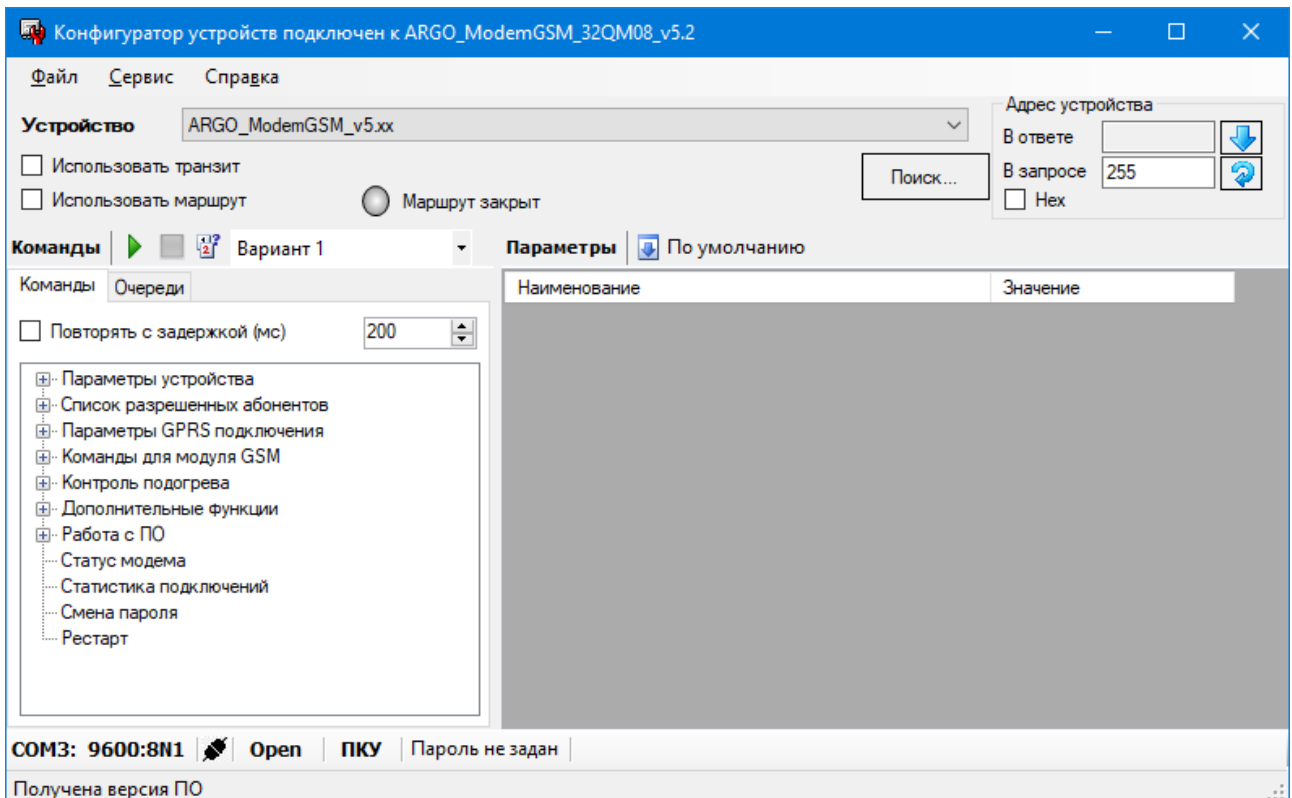 Конфигуратор устройств подключен к ARGO_ModemGSM_32QM08_v5.2
Файл Сервис Справка
Устройство ARGO_ModemGSM_v5.xx
Адрес устройства
В ответе
Использовать транзит
Поиск...
В запросе 255
Использовать маршрут Маршрут закрыт
Hex
Команды Вариант 1
Параметры По умолчанию
Команды Очереди
Наименование Значение
Повторять с задержкой (мс) 200
Параметры устройства
Список разрешенных абонентов
Параметры GPRS подключения
Команды для модуля GSM
Контроль подогрева
Дополнительные функции
Работа с ПО
Статус модема
Статистика подключений
Смена пароля
Рестарт
COM3: 9600:8N1 Open ПКУ Пароль не задан
Получена версия ПО